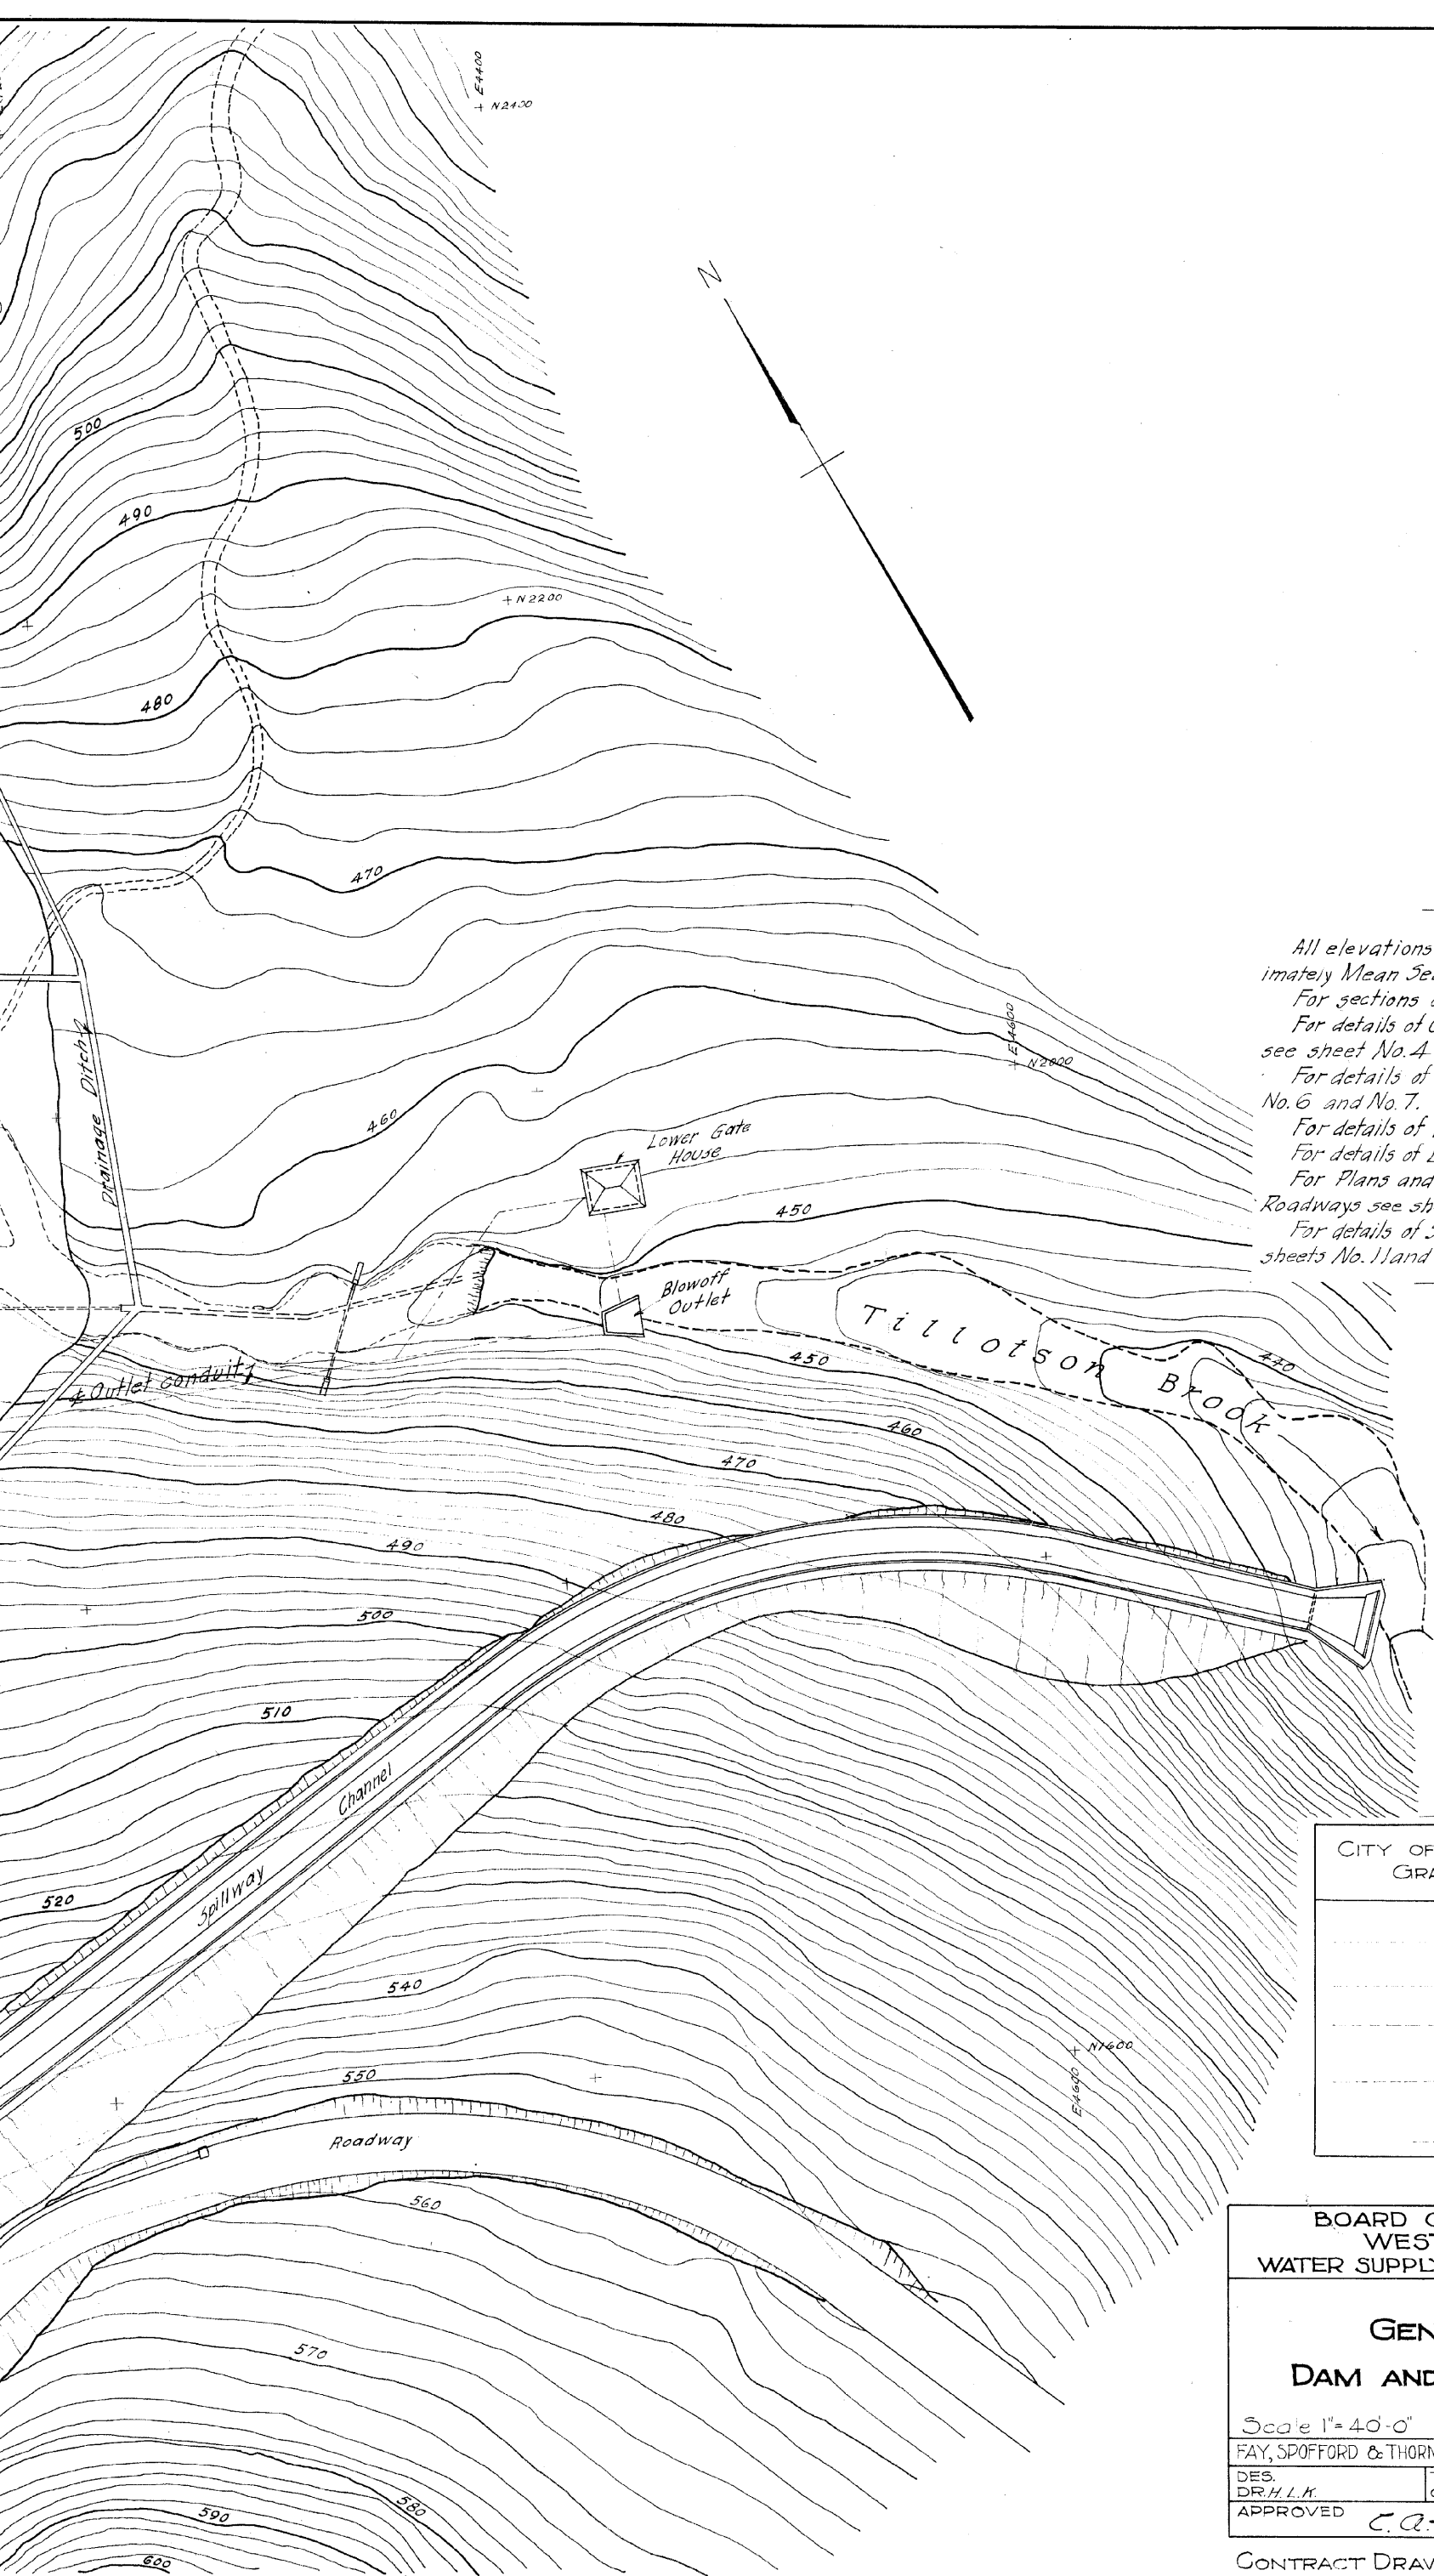 E4400
N2400
N
500
490
N2200
480
470
All elevations
imately Mean Sea
For sections
For details of
see sheet No. 4
For details of
No. 6 and No. 7.
For details of
For details of
For Plans and
Roadways see sh
For details of
sheets No. 11 and
E4600
N2000
Drainage Ditch
460
Lower Gate
House
450
Blowoff
Outlet
Tillotson Brook
440
450
℄ Outlet conduit
460
470
480
490
500
510
Spillway Channel
520
CITY OF
GRA
540
N1600
E4600
550
Roadway
560
BOARD O
WEST
WATER SUPPLY
GEN
DAM AND
570
Scale 1"=40'-0"
FAY, SPOFFORD & THORN
DES.
DR. H.L.K.
APPROVED
580
590
600
CONTRACT DRAW